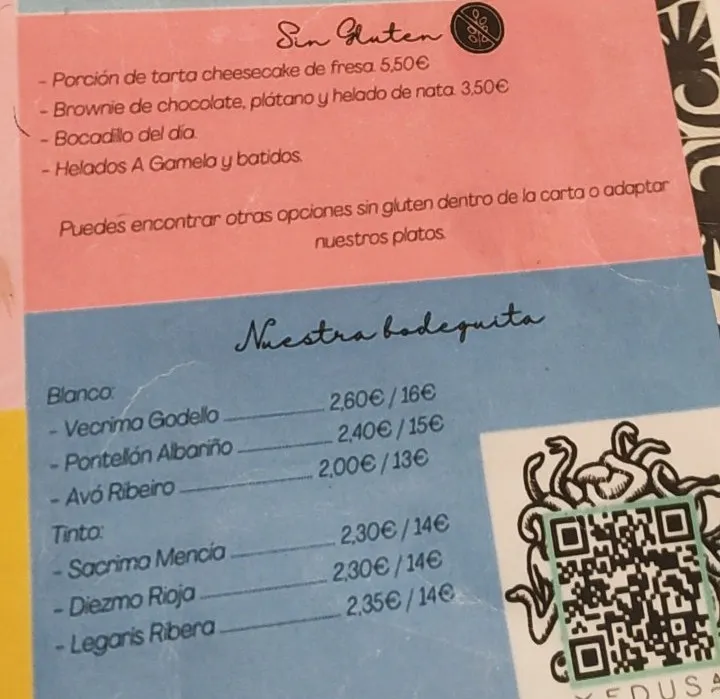 Sin Gluten
- Porción de tarta cheesecake de fresa. 5,50€
- Brownie de chocolate, plátano y helado de nata. 3,50€
- Bocadillo del día.
- Helados A Gamela y batidos.
Puedes encontrar otras opciones sin gluten dentro de la carta o adaptar
nuestros platos.
Nuestra bodeguita
Blanco:
- Vecrima Godello 2,60€ / 16€
- Pontellón Albariño 2,40€ / 15€
- Avó Ribeiro 2,00€ / 13€
Tinto:
- Sacrima Mencía 2,30€ / 14€
- Diezmo Rioja 2,30€ / 14€
- Legaris Ribera 2,35€ / 14€